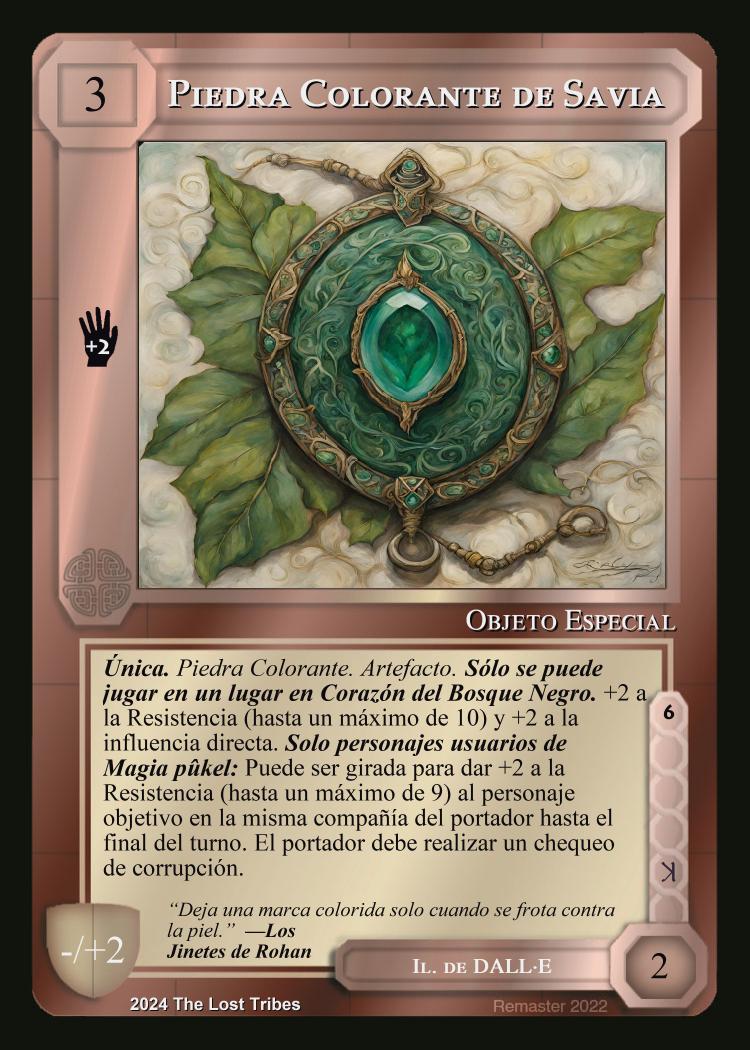 3
Piedra Colorante de Savia
+2
Objeto Especial
Única. Piedra Colorante. Artefacto. Sólo se puede
jugar en un lugar en Corazón del Bosque Negro. +2 a
la Resistencia (hasta un máximo de 10) y +2 a la
influencia directa. Solo personajes usuarios de
Magia pûkel: Puede ser girada para dar +2 a la
Resistencia (hasta un máximo de 9) al personaje
objetivo en la misma compañía del portador hasta el
final del turno. El portador debe realizar un chequeo
de corrupción.
6
“Deja una marca colorida solo cuando se frota contra
la piel.” —Los
Jinetes de Rohan
-/+2
Il. de DALL·E
2
2024 The Lost Tribes
Remaster 2022